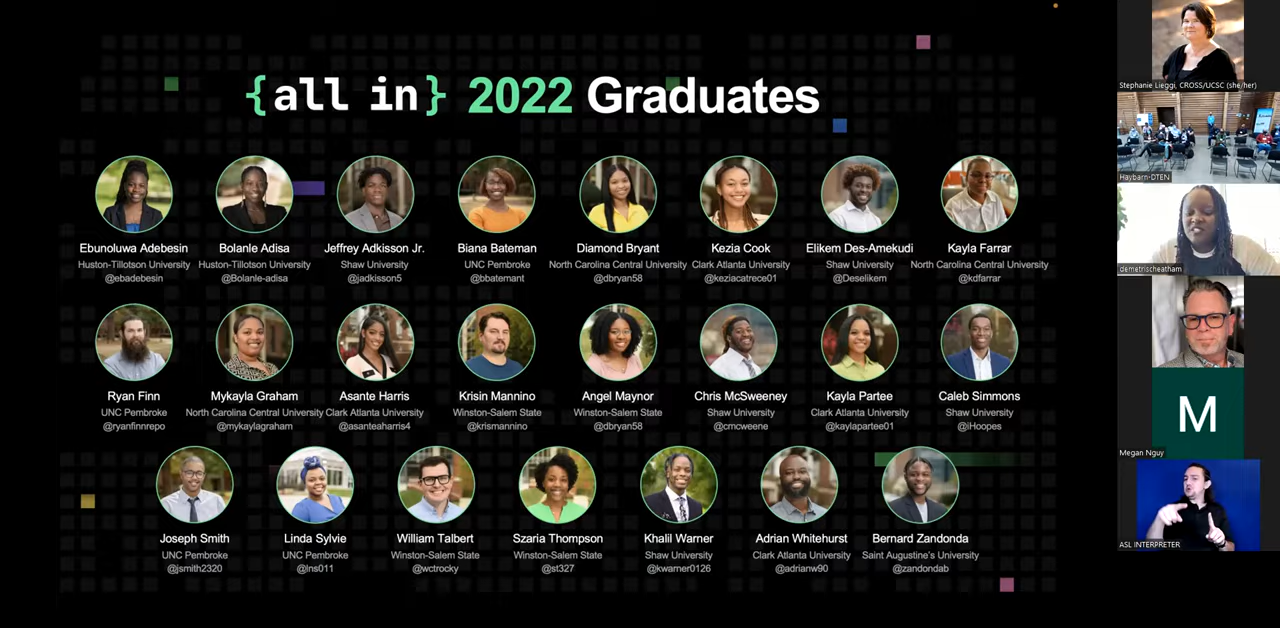 {all in} 2022 Graduates
Ebunoluwa Adebesin
Huston-Tillotson University
@ebadebesin
Bolanle Adisa
Huston-Tillotson University
@Bolanle-adisa
Jeffrey Adkisson Jr.
Shaw University
@jadkisson5
Biana Bateman
UNC Pembroke
@bbatemant
Diamond Bryant
North Carolina Central University
@dbryan58
Kezia Cook
Clark Atlanta University
@keziacatrece01
Elikem Des-Amekudi
Shaw University
@Deselikem
Kayla Farrar
North Carolina Central University
@kdfarrar
Ryan Finn
UNC Pembroke
@ryanfinnrepo
Mykayla Graham
North Carolina Central University
@mykaylagraham
Asante Harris
Clark Atlanta University
@asanteaharris4
Krisin Mannino
Winston-Salem State
@krismannino
Angel Maynor
Winston-Salem State
@dbryan58
Chris McSweeney
Shaw University
@cmcweene
Kayla Partee
Clark Atlanta University
@kaylapartee01
Caleb Simmons
Shaw University
@iHoopes
Joseph Smith
UNC Pembroke
@jsmith2320
Linda Sylvie
UNC Pembroke
@lns011
William Talbert
Winston-Salem State
@wctrocky
Szaria Thompson
Winston-Salem State
@st327
Khalil Warner
Shaw University
@kwarner0126
Adrian Whitehurst
Clark Atlanta University
@adrianw90
Bernard Zandonda
Saint Augustine's University
@zandondab
Stephanie Lieggi, CROSS/UCSC (she/her)
Haybarn-DTEN
demetrischeatham
M
Megan Nguy
ASL INTERPRETER